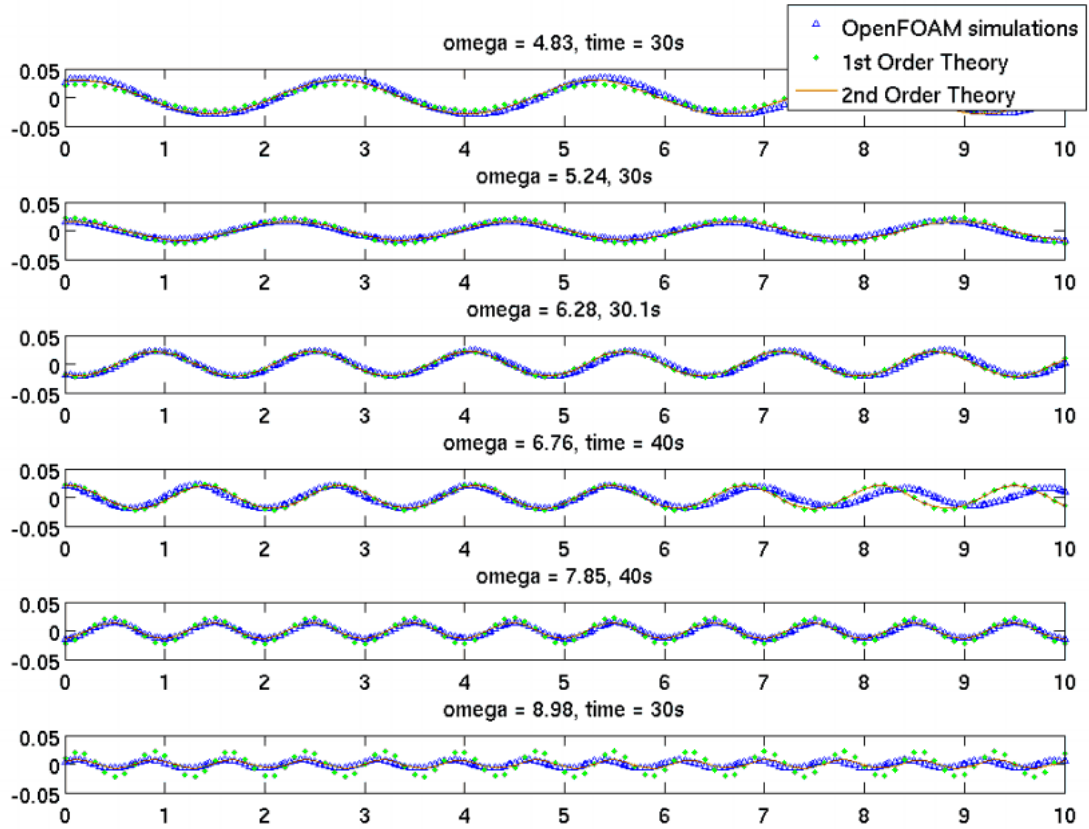 OpenFOAM simulations
1st Order Theory
2nd Order Theory
omega = 4.83, time = 30s
0.05
0
-0.05
0 1 2 3 4 5 6 7 8 9 10
omega = 5.24, 30s
0.05
0
-0.05
0 1 2 3 4 5 6 7 8 9 10
omega = 6.28, 30.1s
0.05
0
-0.05
0 1 2 3 4 5 6 7 8 9 10
omega = 6.76, time = 40s
0.05
0
-0.05
0 1 2 3 4 5 6 7 8 9 10
omega = 7.85, 40s
0.05
0
-0.05
0 1 2 3 4 5 6 7 8 9 10
omega = 8.98, time = 30s
0.05
0
-0.05
0 1 2 3 4 5 6 7 8 9 10